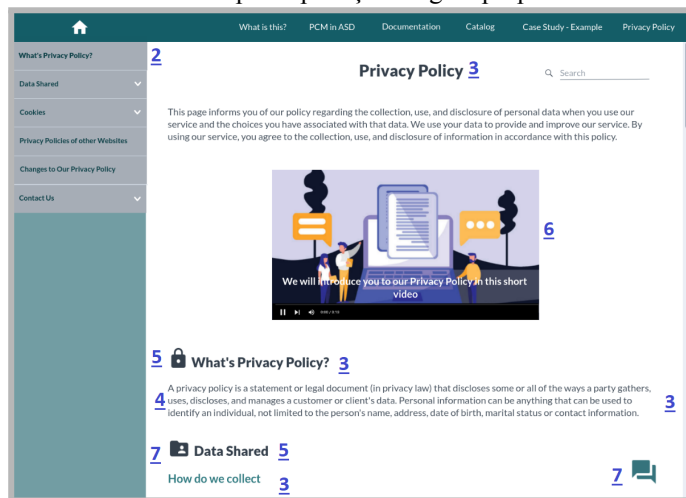 What is this? PCM in ASD Documentation Catalog Case Study - Example Privacy Policy
What's Privacy Policy?
2
Data Shared
Cookies
Privacy Policies of other Websites
Changes to Our Privacy Policy
Contact Us
Privacy Policy 3
Search
This page informs you of our policy regarding the collection, use, and disclosure of personal data when you use our
service and the choices you have associated with that data. We use your data to provide and improve our service. By
using our service, you agree to the collection, use, and disclosure of information in accordance with this policy.
6
We will introduce you to our Privacy Policy in this short
video
0:00 / 0:10
5 What's Privacy Policy? 3
A privacy policy is a statement or legal document (in privacy law) that discloses some or all of the ways a party gathers,
4 uses, discloses, and manages a customer or client's data. Personal information can be anything that can be used to 3
identify an individual, not limited to the person's name, address, date of birth, marital status or contact information.
7 Data Shared 5
How do we collect 3
7